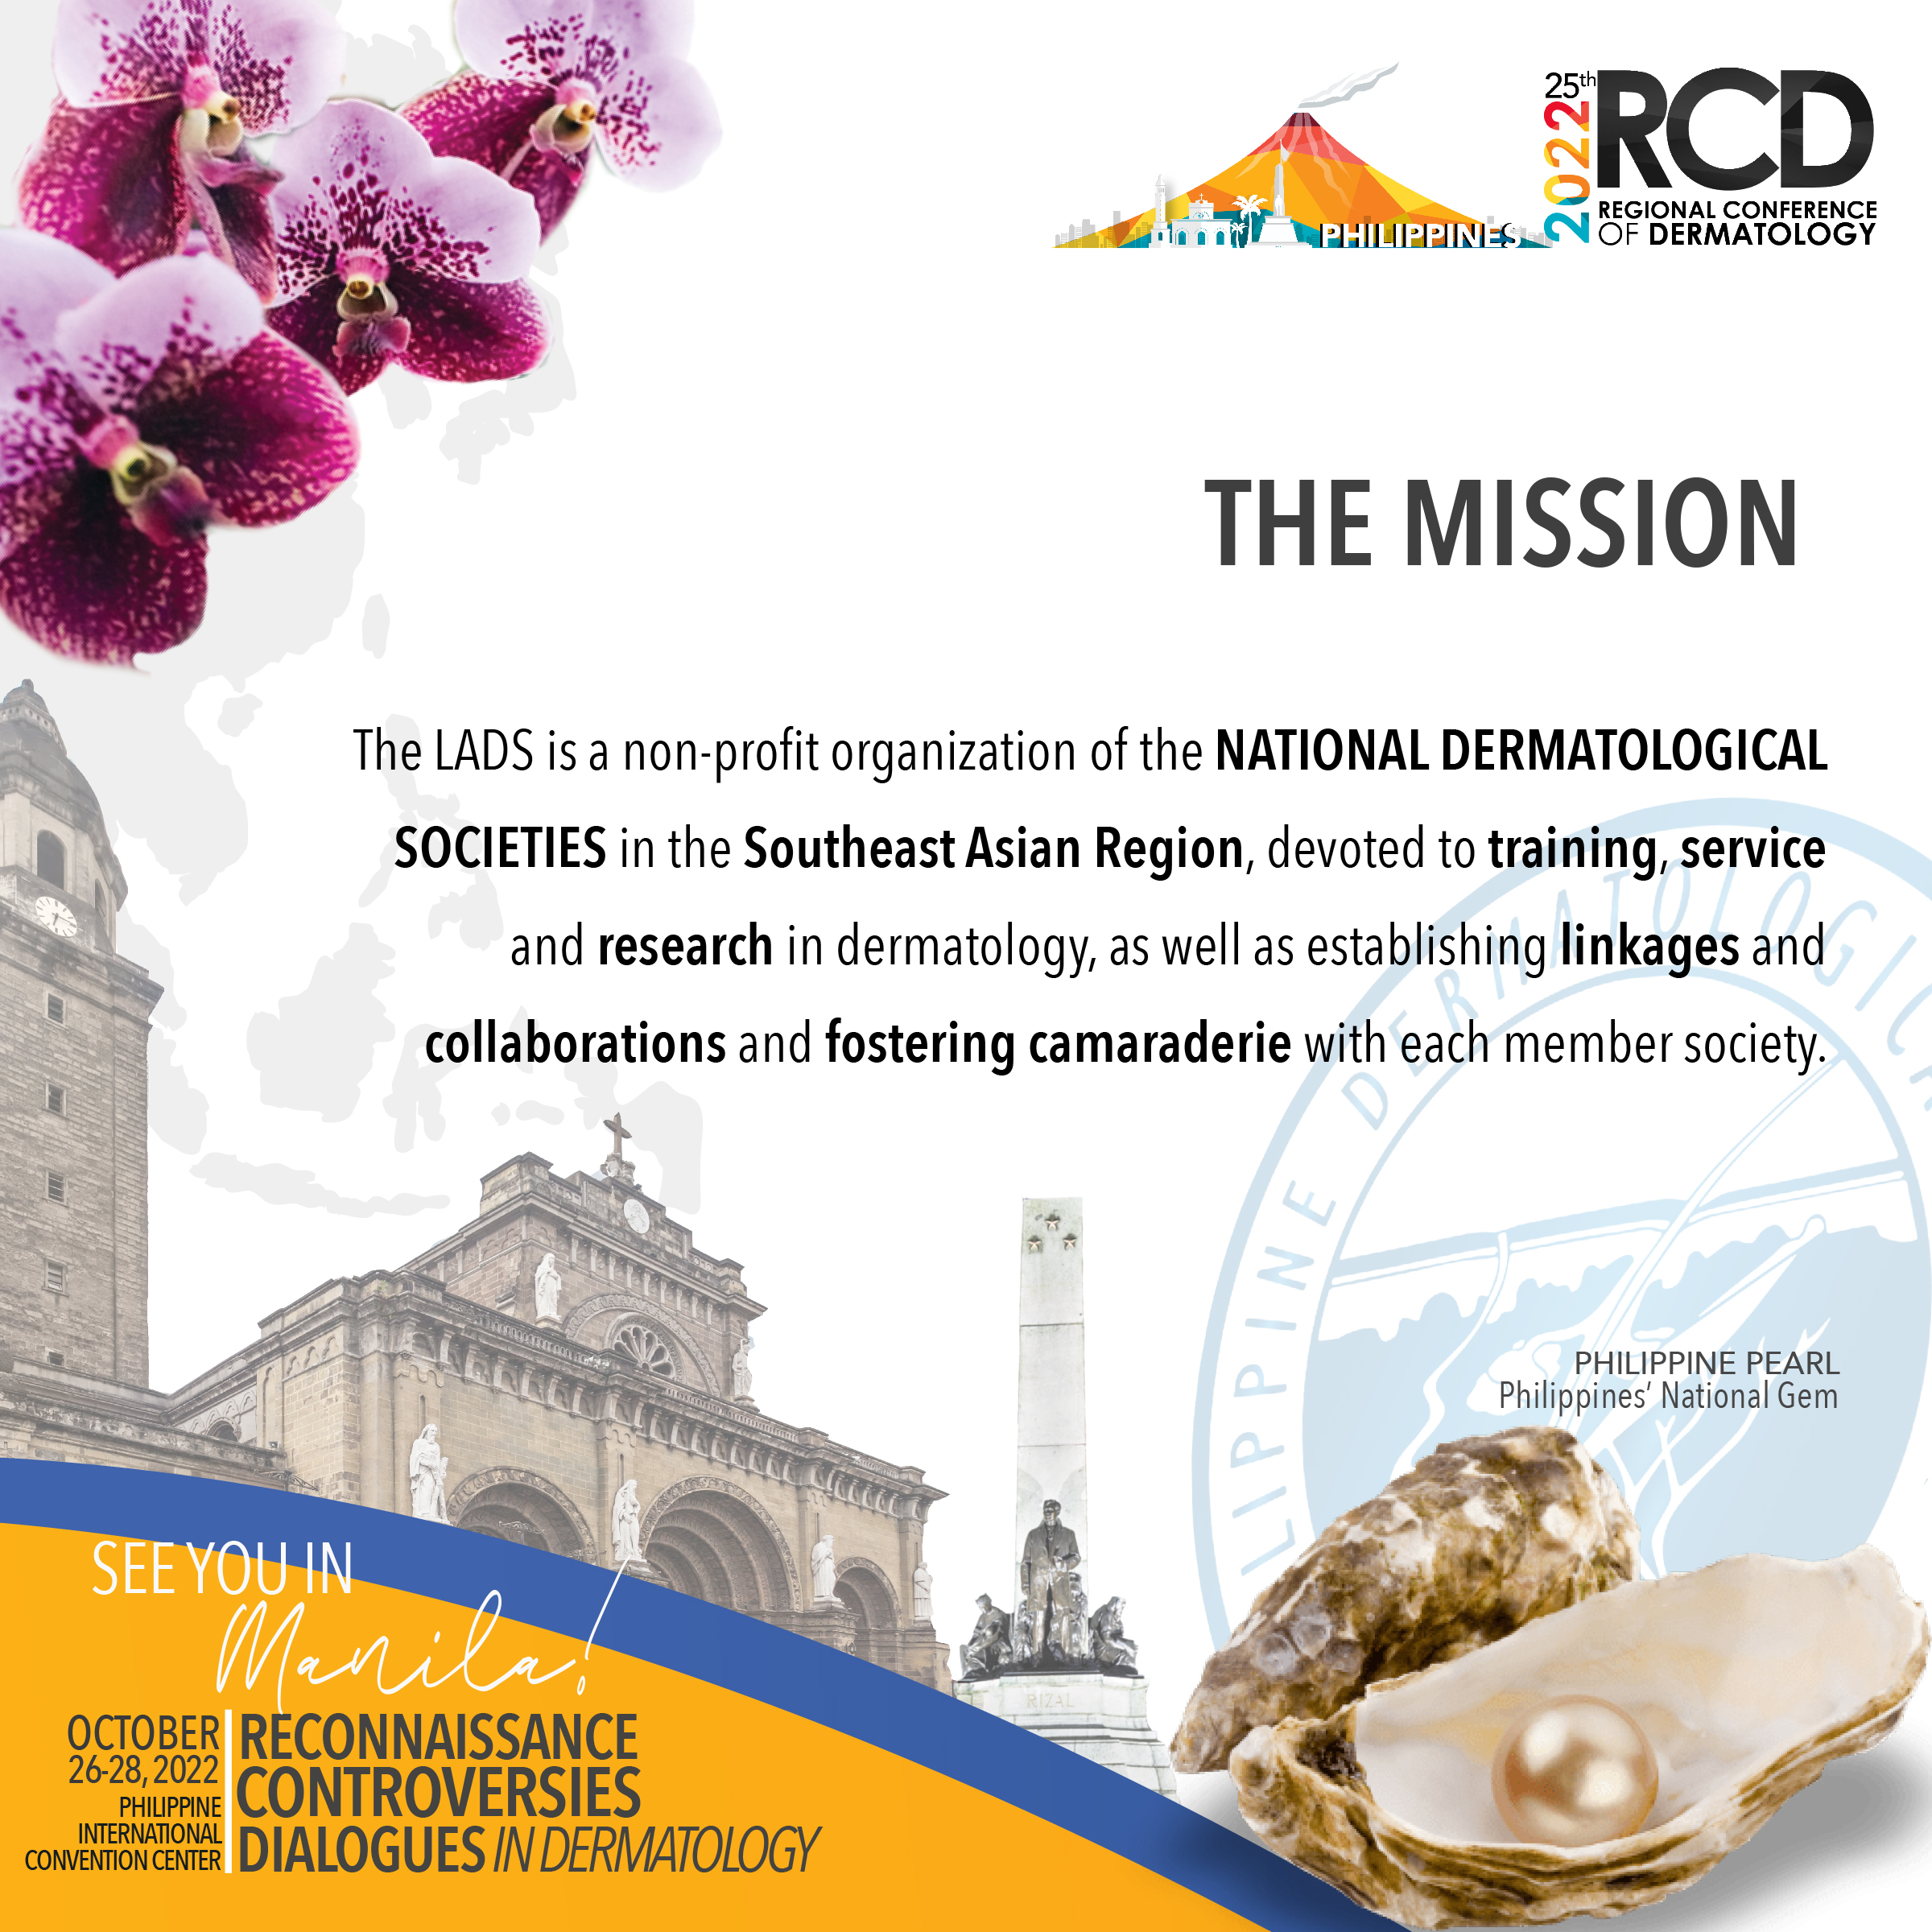 25th
2022
RCD
REGIONAL CONFERENCE
OF DERMATOLOGY
PHILIPPINES
THE MISSION
The LADS is a non-profit organization of the NATIONAL DERMATOLOGICAL
SOCIETIES in the Southeast Asian Region, devoted to training, service
and research in dermatology, as well as establishing linkages and
collaborations and fostering camaraderie with each member society.
LIPPINE DERMATOLOGIC
PHILIPPINE PEARL
Philippines’ National Gem
RIZAL
SEE YOU IN
Manila!
OCTOBER
26-28, 2022
PHILIPPINE
INTERNATIONAL
CONVENTION CENTER
RECONNAISSANCE
CONTROVERSIES
DIALOGUES IN DERMATOLOGY